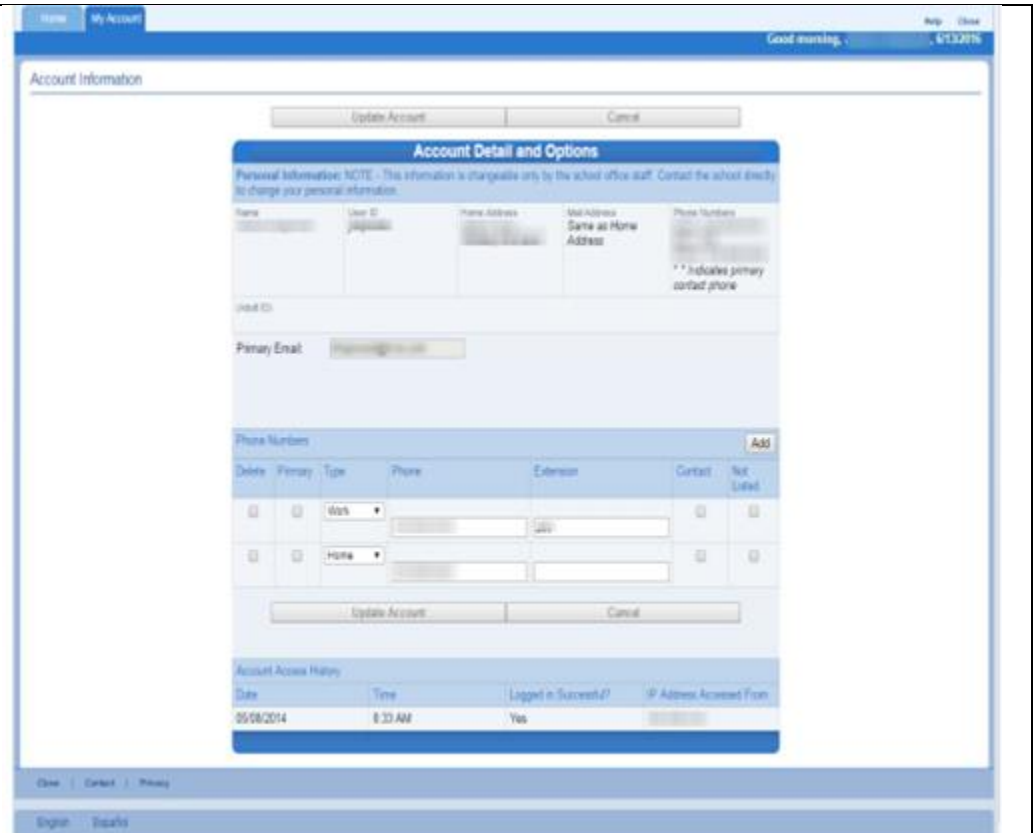 Home My Account
Help Close
Good morning, , 6/13/2016
Account Information
Update Account Cancel
Account Detail and Options
Personal Information: NOTE - This information is changeable only by the school office staff. Contact the school directly
to change your personal information.
Name User ID Home Address Mail Address Phone Numbers
Same as Home
Address
* * Indicates primary
contact phone
Primary Email:
Phone Numbers Add
Delete Primary Type Phone Extension Contact Not
Listed
Work
Home
Update Account Cancel
Account Access History
Date Time Logged in Successful? IP Address Accessed From
05/08/2014 8:33 AM Yes
Close | Contact | Privacy
English Español